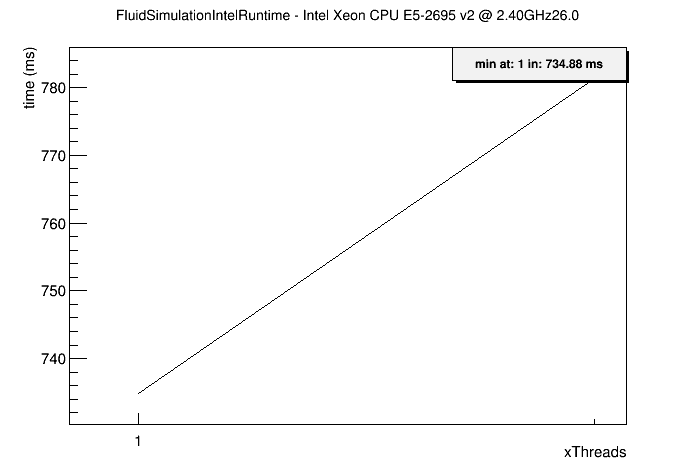 FluidSimulationIntelRuntime - Intel Xeon CPU E5-2695 v2 @ 2.40GHz26.0
time (ms)
min at: 1 in: 734.88 ms
780
770
760
750
740
1
xThreads